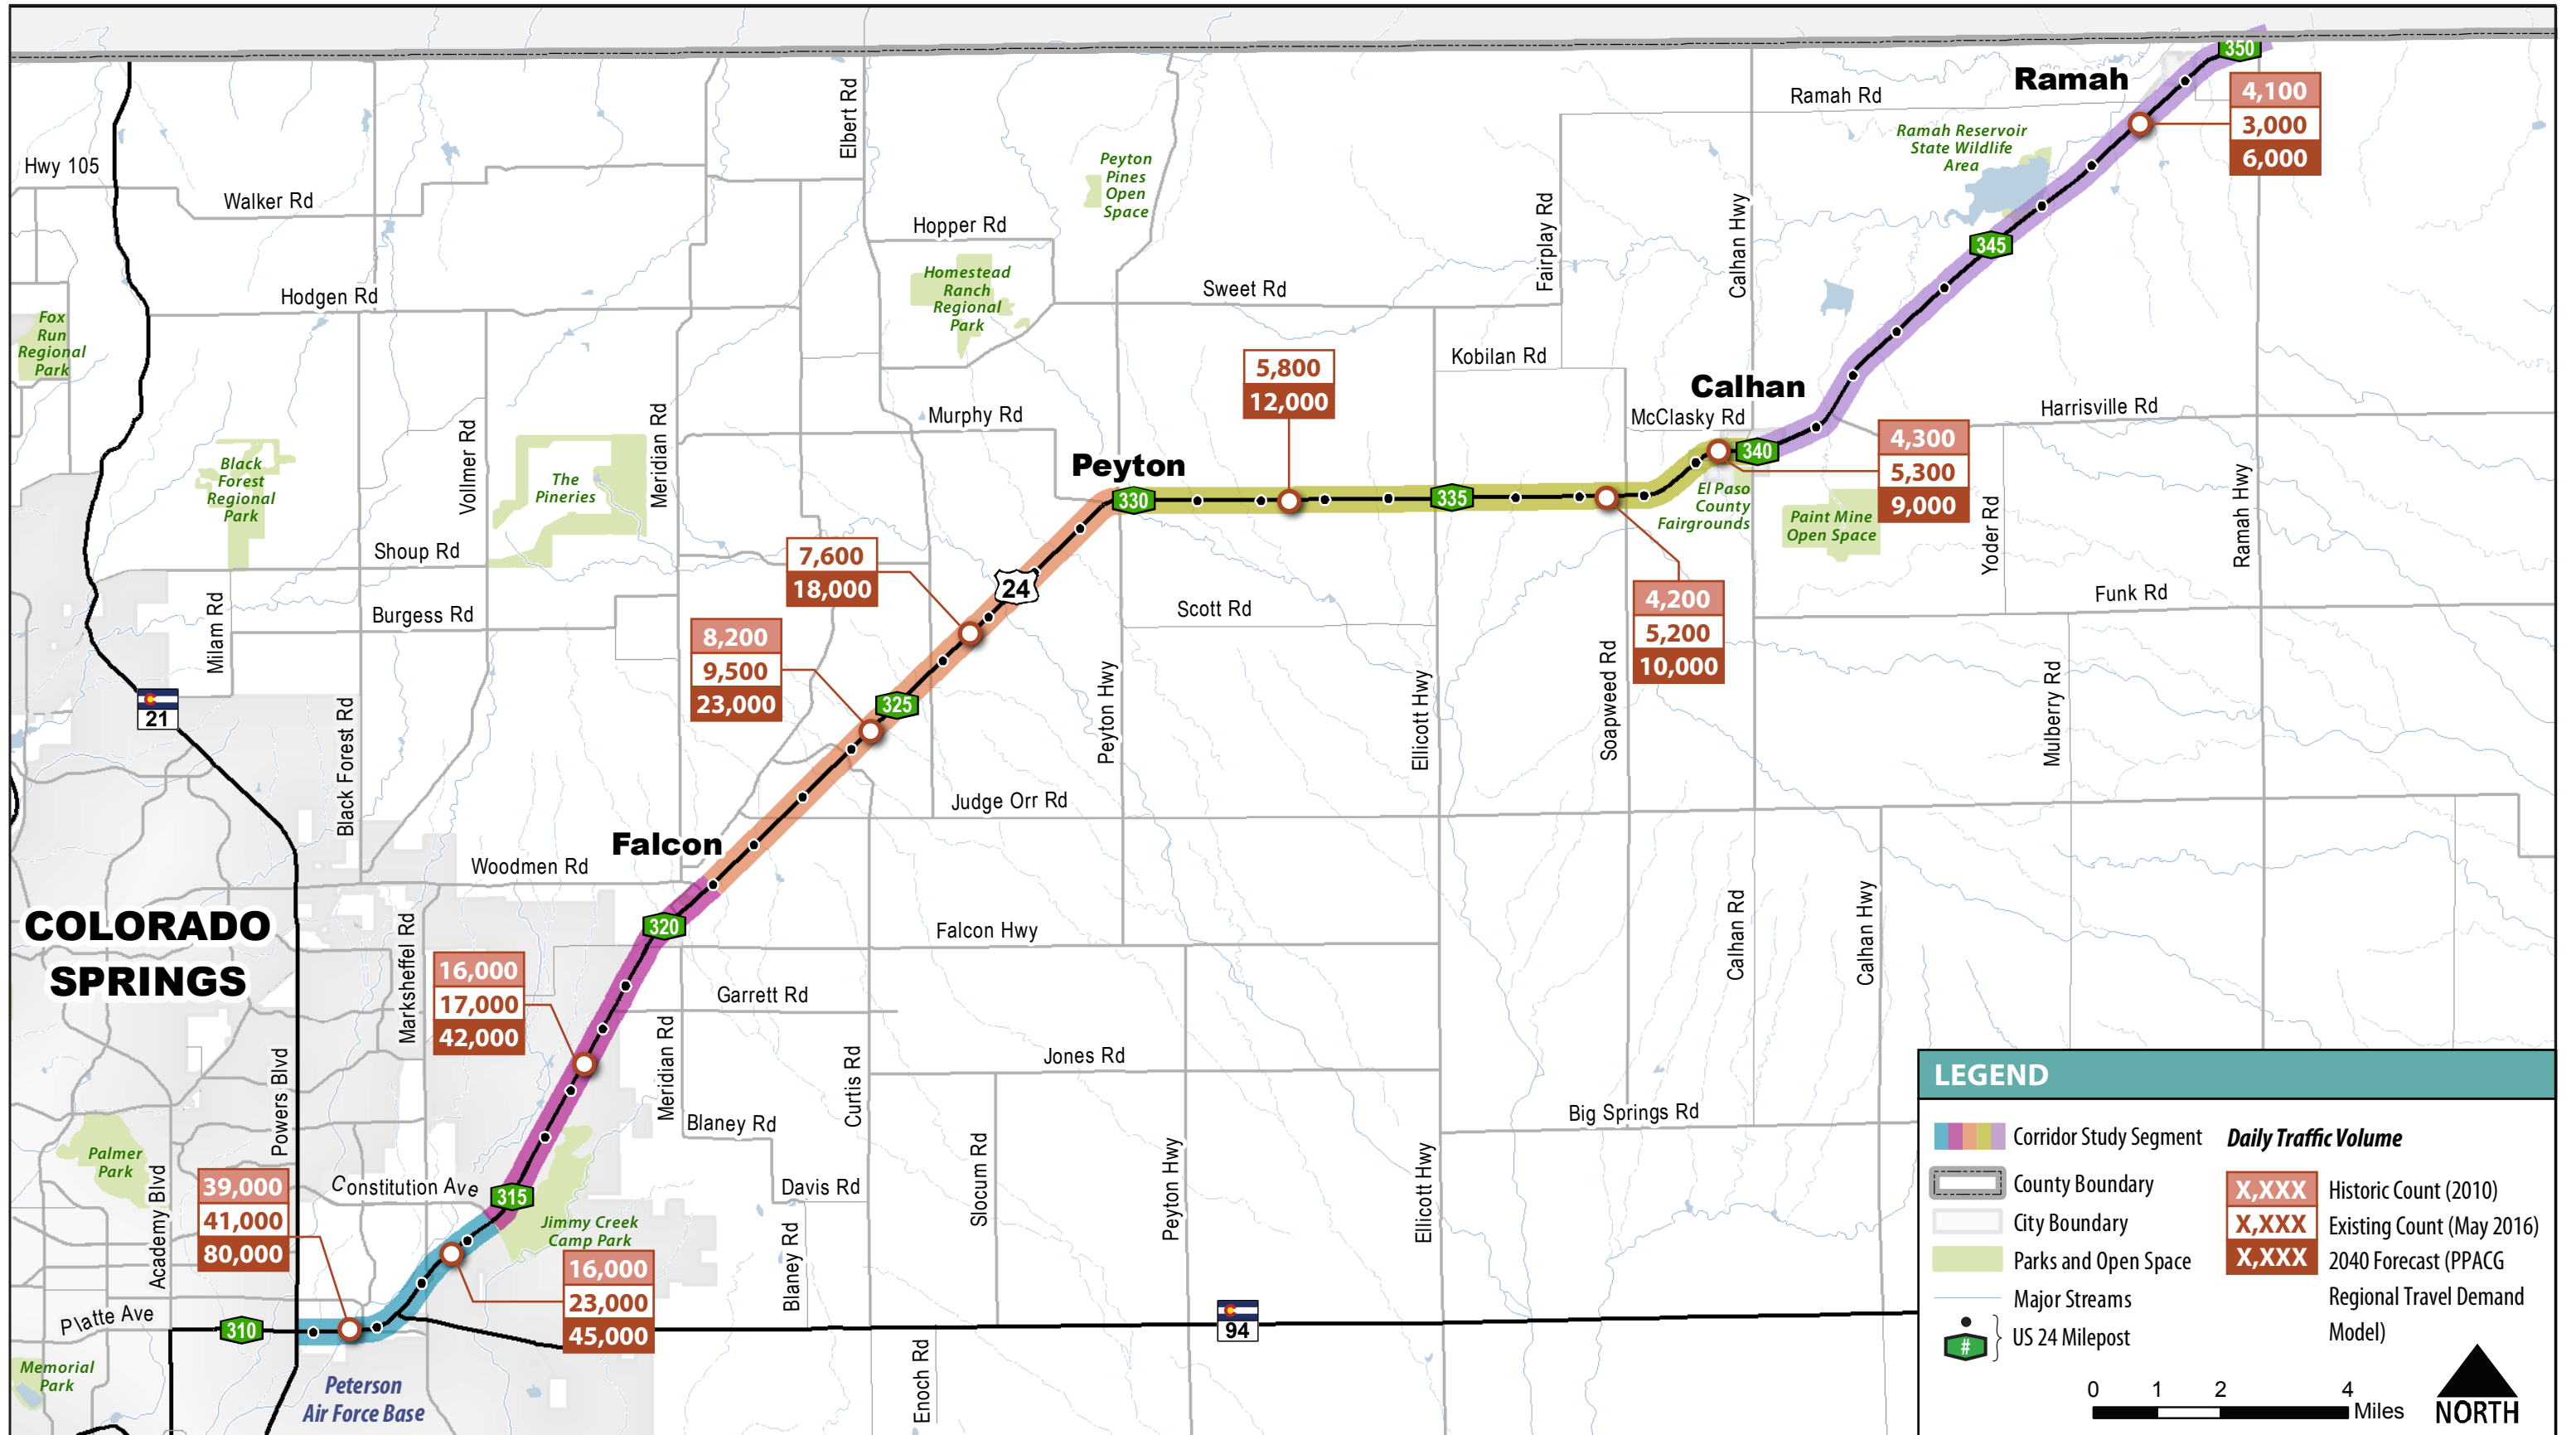 350
Ramah
4,100
3,000
6,000
Ramah Rd
Elbert Rd
Hwy 105
Walker Rd
Peyton
Pines
Open
Space
Ramah Reservoir
State Wildlife
Area
Hopper Rd
Fairplay Rd
Calhan Hwy
345
Homestead
Ranch
Regional
Park
Sweet Rd
Hodgen Rd
Fox
Run
Regional
Park
Kobilan Rd
5,800
12,000
Calhan
McClasky Rd
Harrisville Rd
Murphy Rd
Meridian Rd
Vollmer Rd
340
4,300
5,300
9,000
Black
Forest
Regional
Park
The
Pineries
Peyton
330
335
El Paso
County
Fairgrounds
Paint Mine
Open Space
Yoder Rd
Ramah Hwy
Shoup Rd
7,600
18,000
24
4,200
5,200
10,000
Funk Rd
Scott Rd
Burgess Rd
Milam Rd
8,200
9,500
23,000
325
21
Black Forest Rd
Peyton Hwy
Ellicott Hwy
Soapweed Rd
Mulberry Rd
Judge Orr Rd
Falcon
Woodmen Rd
COLORADO
SPRINGS
320
Falcon Hwy
Marksheffel Rd
Calhan Rd
Calhan Hwy
16,000
17,000
42,000
Garrett Rd
Powers Blvd
Meridian Rd
Curtis Rd
Jones Rd
Blaney Rd
Big Springs Rd
Palmer
Park
Academy Blvd
Constitution Ave
315
Davis Rd
Slocum Rd
Peyton Hwy
Ellicott Hwy
39,000
41,000
80,000
Jimmy Creek
Camp Park
16,000
23,000
45,000
Blaney Rd
Platte Ave
310
94
Memorial
Park
Peterson
Air Force Base
Enoch Rd
LEGEND
Corridor Study Segment
County Boundary
City Boundary
Parks and Open Space
Major Streams
#
US 24 Milepost
Daily Traffic Volume
X,XXX
Historic Count (2010)
X,XXX
Existing Count (May 2016)
X,XXX
2040 Forecast (PPACG
Regional Travel Demand
Model)
0 1 2 4
Miles
NORTH